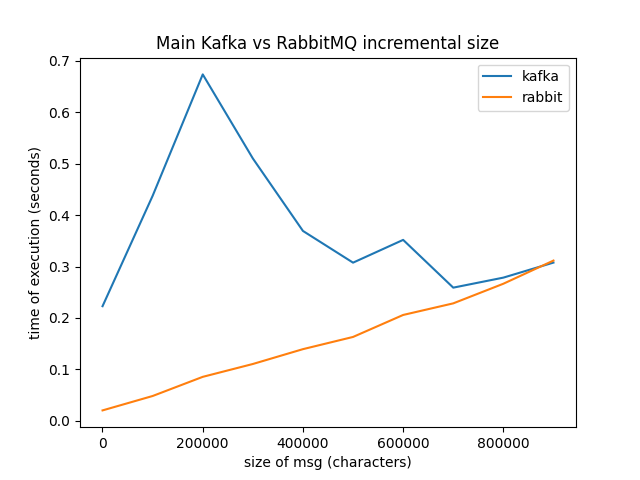 Main Kafka vs RabbitMQ incremental size
kafka
rabbit
time of execution (seconds)
0.7
0.6
0.5
0.4
0.3
0.2
0.1
0.0
0 200000 400000 600000 800000
size of msg (characters)